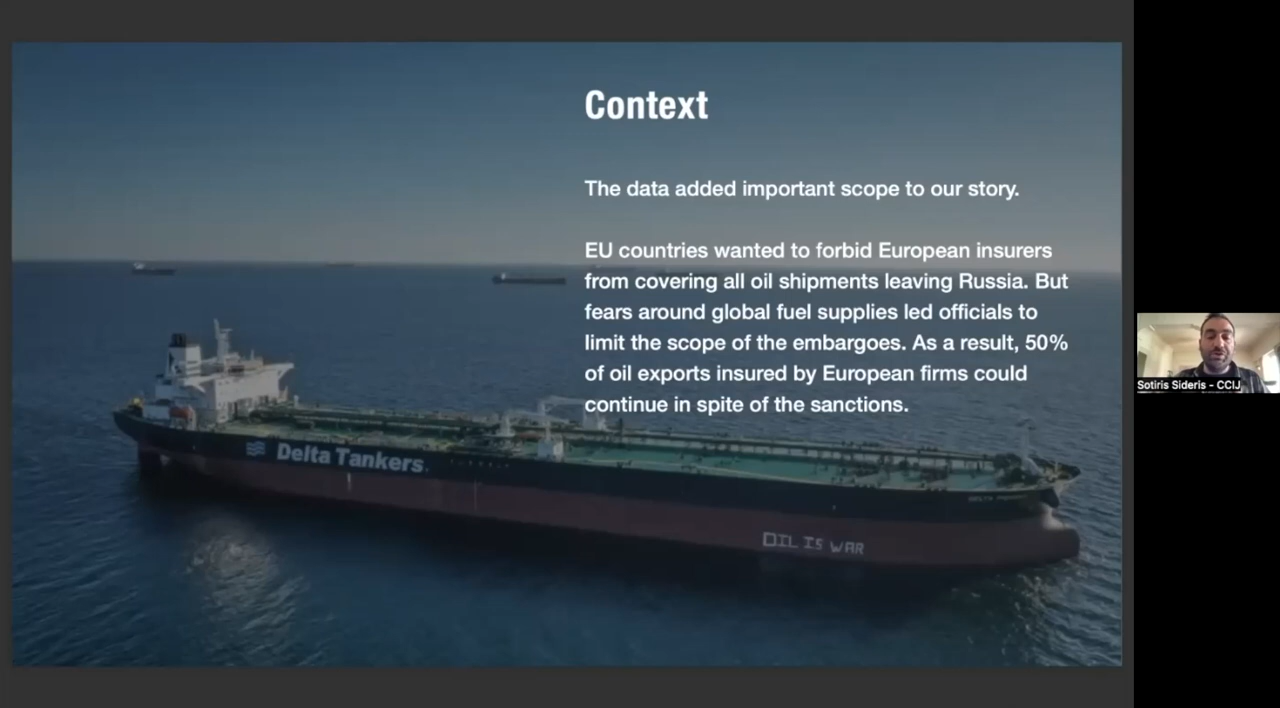 Context
The data added important scope to our story.
EU countries wanted to forbid European insurers
from covering all oil shipments leaving Russia. But
fears around global fuel supplies led officials to
limit the scope of the embargoes. As a result, 50%
of oil exports insured by European firms could
continue in spite of the sanctions.
Delta Tankers
OIL IS WAR
Sotiris Sideris - CCIJ